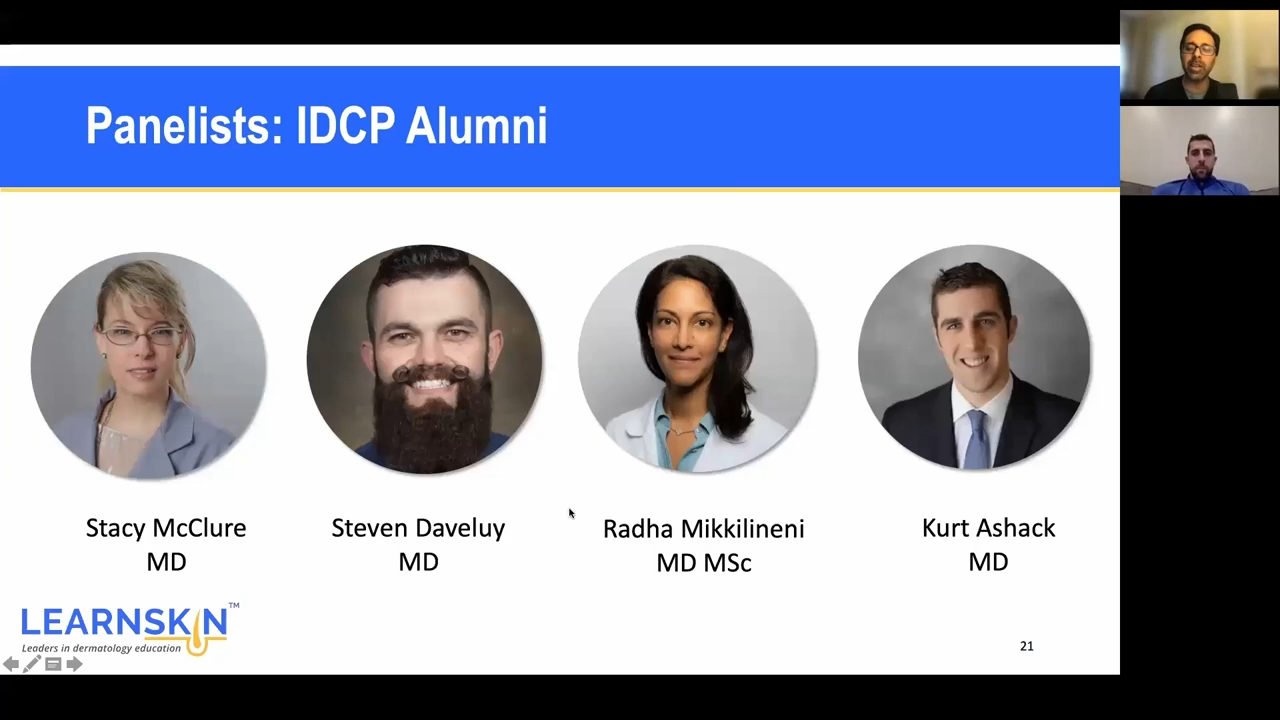 Panelists: IDCP Alumni
Stacy McClure
MD
Steven Daveluy
MD
Radha Mikkilineni
MD MSc
Kurt Ashack
MD
LEARNSKIN™
Leaders in dermatology education
21